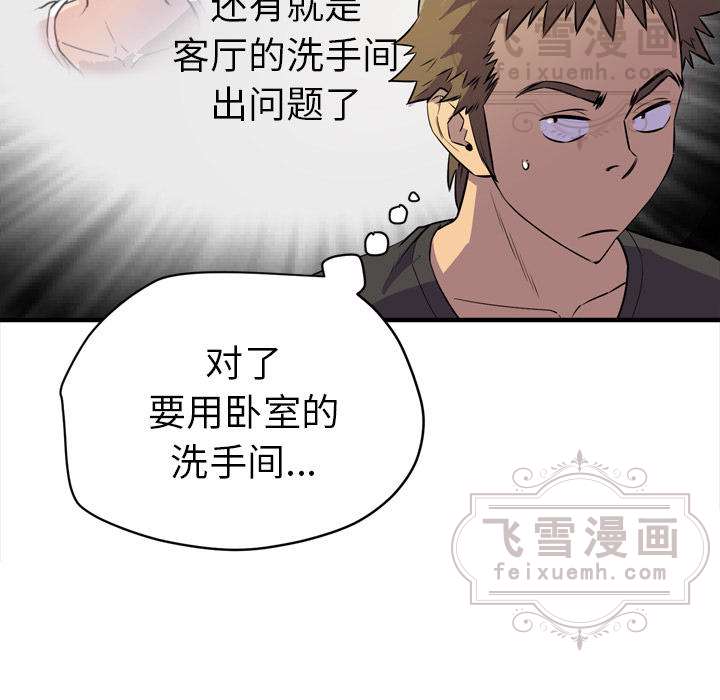 还有就是
客厅的洗手间
出问题了
飞雪漫画
feixuemh.com
对了
要用卧室的
洗手间...
飞雪漫画
feixuemh.com